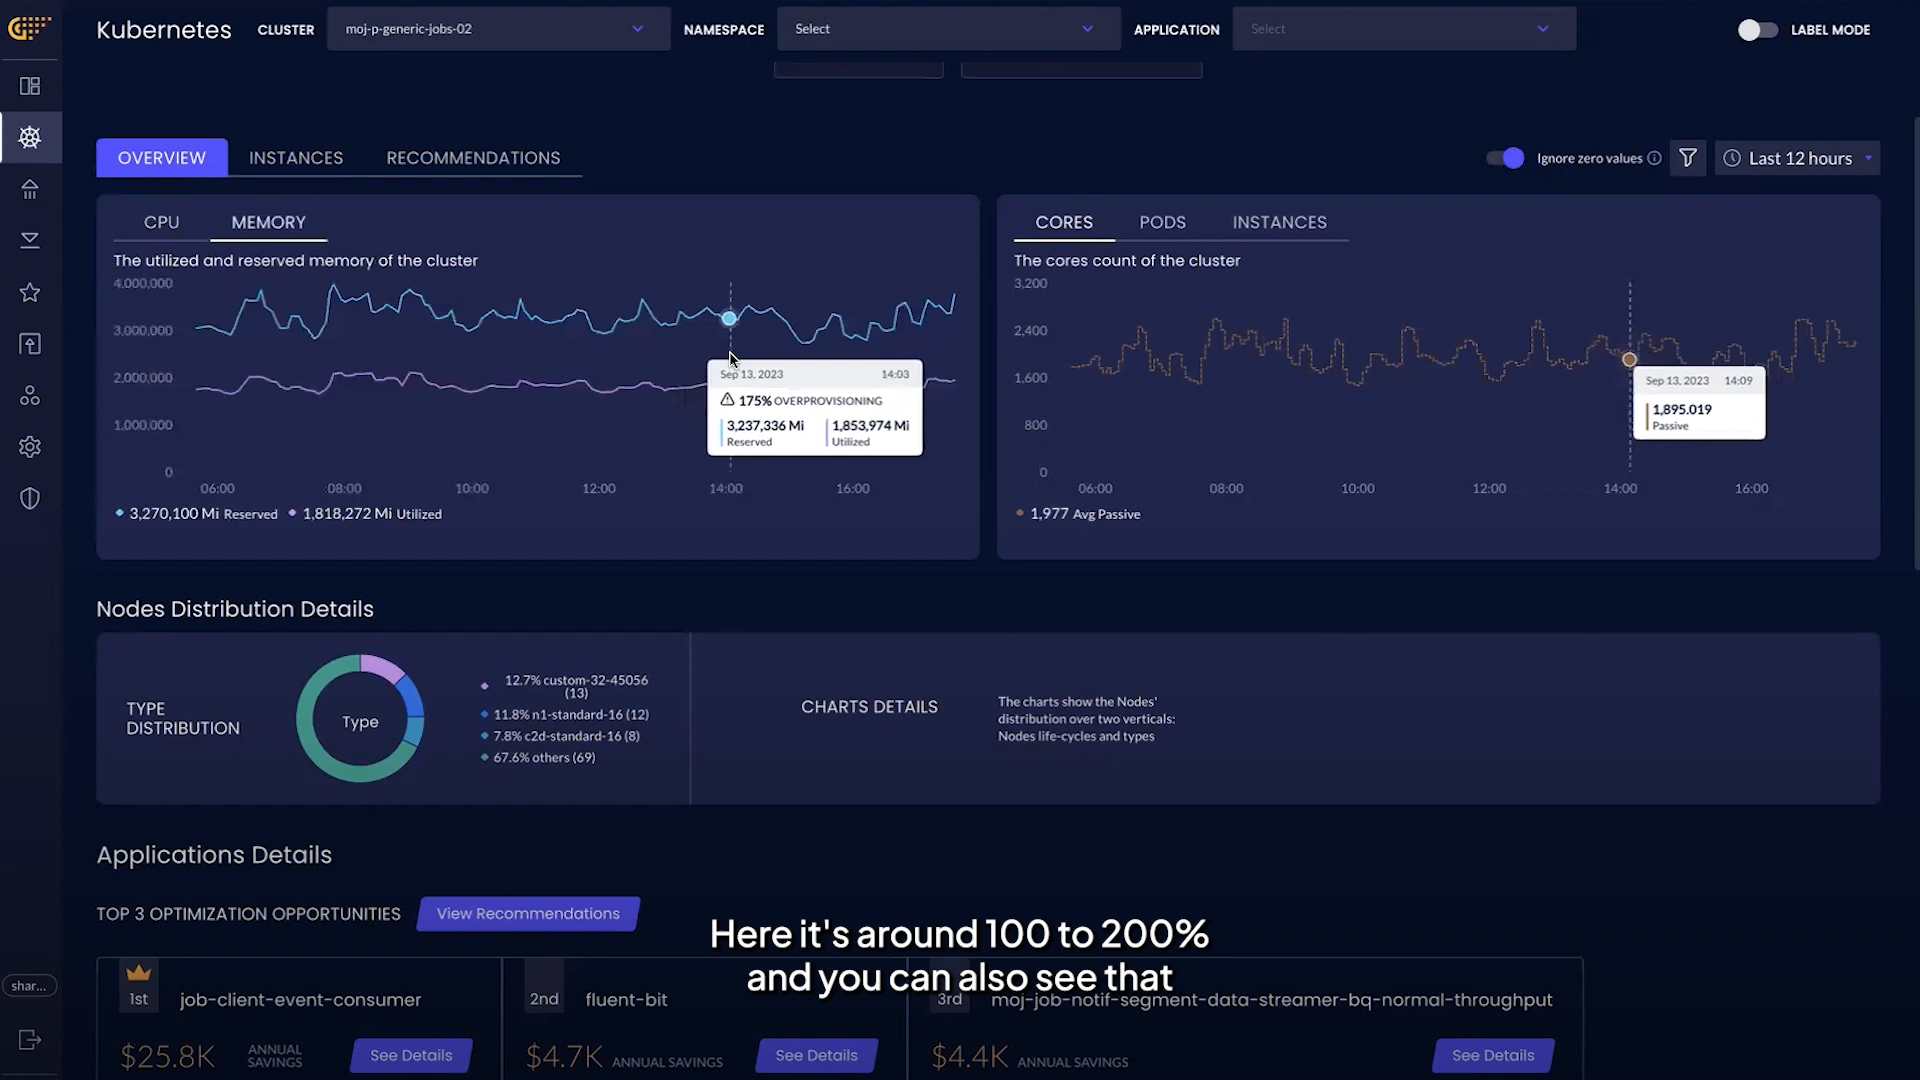 Kubernetes CLUSTER moj-p-generic-jobs-02 NAMESPACE Select APPLICATION Select LABEL MODE
OVERVIEW INSTANCES RECOMMENDATIONS Ignore zero values Last 12 hours
CPU MEMORY
The utilized and reserved memory of the cluster
4,000,000
3,000,000
2,000,000
1,000,000
0
06:00 08:00 10:00 12:00 14:00 16:00
Sep 13, 2023 14:03
175% OVERPROVISIONING
3,237,336 Mi 1,853,974 Mi
Reserved Utilized
3,270,100 Mi Reserved 1,818,272 Mi Utilized
CORES PODS INSTANCES
The cores count of the cluster
3,200
2,400
1,600
800
0
06:00 08:00 10:00 12:00 14:00 16:00
Sep 13, 2023 14:09
1,895.019
Passive
1,977 Avg Passive
Nodes Distribution Details
TYPE
DISTRIBUTION
Type
12.7% custom-32-45056
(13)
11.8% n1-standard-16 (12)
7.8% c2d-standard-16 (8)
67.6% others (69)
CHARTS DETAILS
The charts show the Nodes'
distribution over two verticals:
Nodes life-cycles and types
Applications Details
TOP 3 OPTIMIZATION OPPORTUNITIES View Recommendations
Here it's around 100 to 200%
and you can also see that
1st job-client-event-consumer
$25.8K ANNUAL
SAVINGS
See Details
2nd fluent-bit
$4.7K ANNUAL SAVINGS See Details
3rd moj-job-notif-segment-data-streamer-bq-normal-throughput
$4.4K ANNUAL SAVINGS See Details
shar...